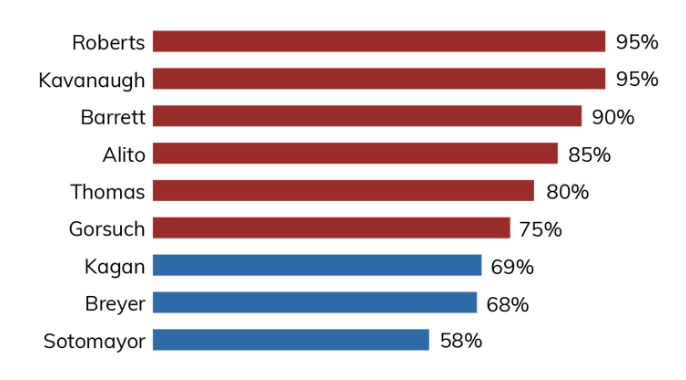 Roberts 95%
Kavanaugh 95%
Barrett 90%
Alito 85%
Thomas 80%
Gorsuch 75%
Kagan 69%
Breyer 68%
Sotomayor 58%